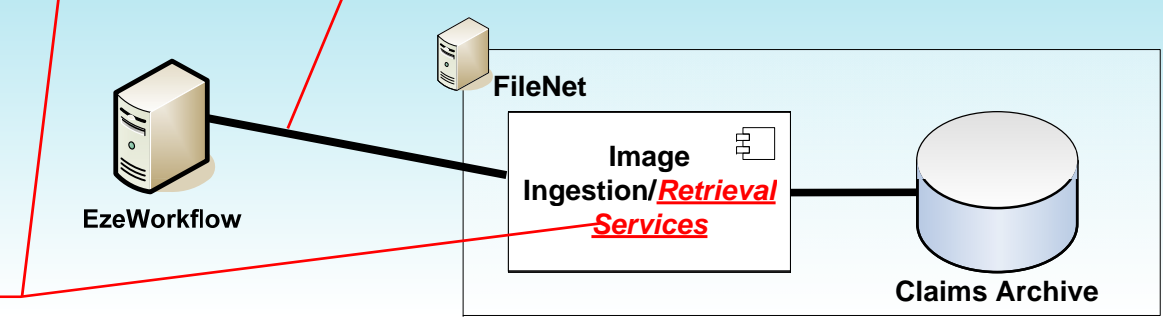 FileNet
Image
Ingestion/Retrieval
Services
EzeWorkflow
Claims Archive